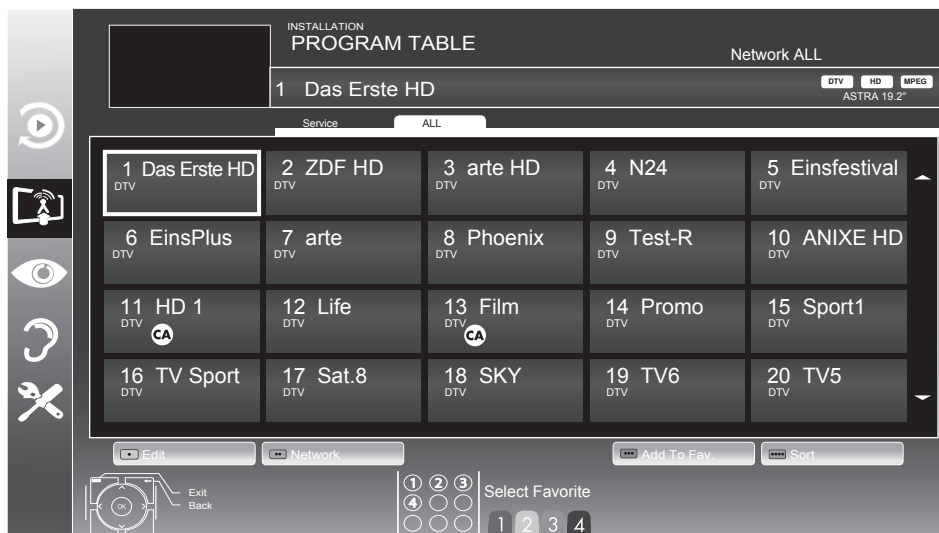 INSTALLATION
PROGRAM TABLE
Network ALL
1 Das Erste HD
DTV HD MPEG
ASTRA 19.2°
Service ALL
1 Das Erste HD
DTV
2 ZDF HD
DTV
3 arte HD
DTV
4 N24
DTV
5 Einsfestival
DTV
6 EinsPlus
DTV
7 arte
DTV
8 Phoenix
DTV
9 Test-R
DTV
10 ANIXE HD
DTV
11 HD 1
DTV
CA
12 Life
DTV
13 Film
DTV
CA
14 Promo
DTV
15 Sport1
DTV
16 TV Sport
DTV
17 Sat.8
DTV
18 SKY
DTV
19 TV6
DTV
20 TV5
DTV
Edit
Network
Add To Fav.
Sort
OK
Exit
Back
1 2 3
4
Select Favorite
1 2 3 4